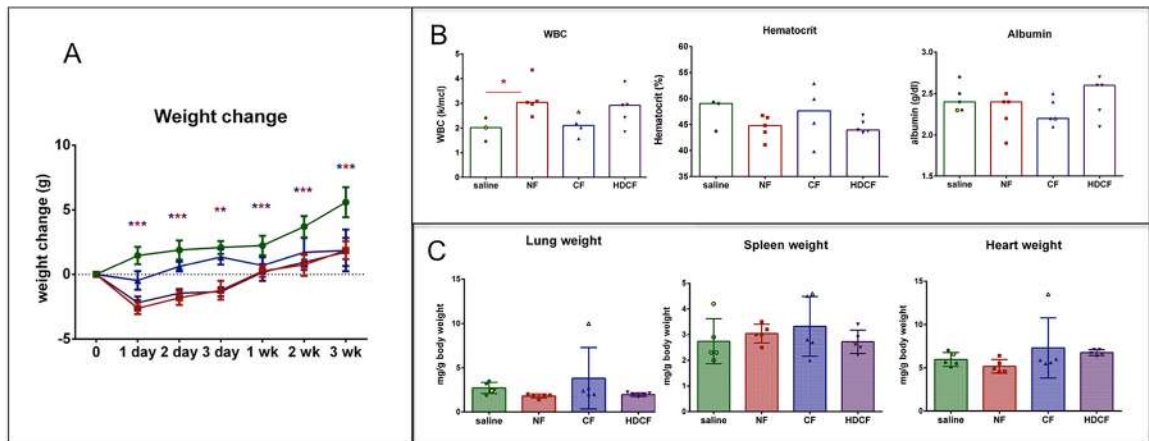 A
Weight change
weight change (g)
10
5
0
-5
*** *** ** *** *** ***
0 1 day 2 day 3 day 1 wk 2 wk 3 wk
B
WBC
WBC (k/mcl)
5
4
3
2
1
0
*
saline NF CF HDCF
Hematocrit
Hematocrit (%)
60
55
50
45
40
35
saline NF CF HDCF
Albumin
albumin (g/dl)
3.0
2.5
2.0
1.5
saline NF CF HDCF
C
Lung weight
mg/g body weight
15
10
5
0
saline NF CF HDCF
Spleen weight
mg/g body weight
5
4
3
2
1
0
saline NF CF HDCF
Heart weight
mg/g body weight
15
10
5
0
saline NF CF HDCF